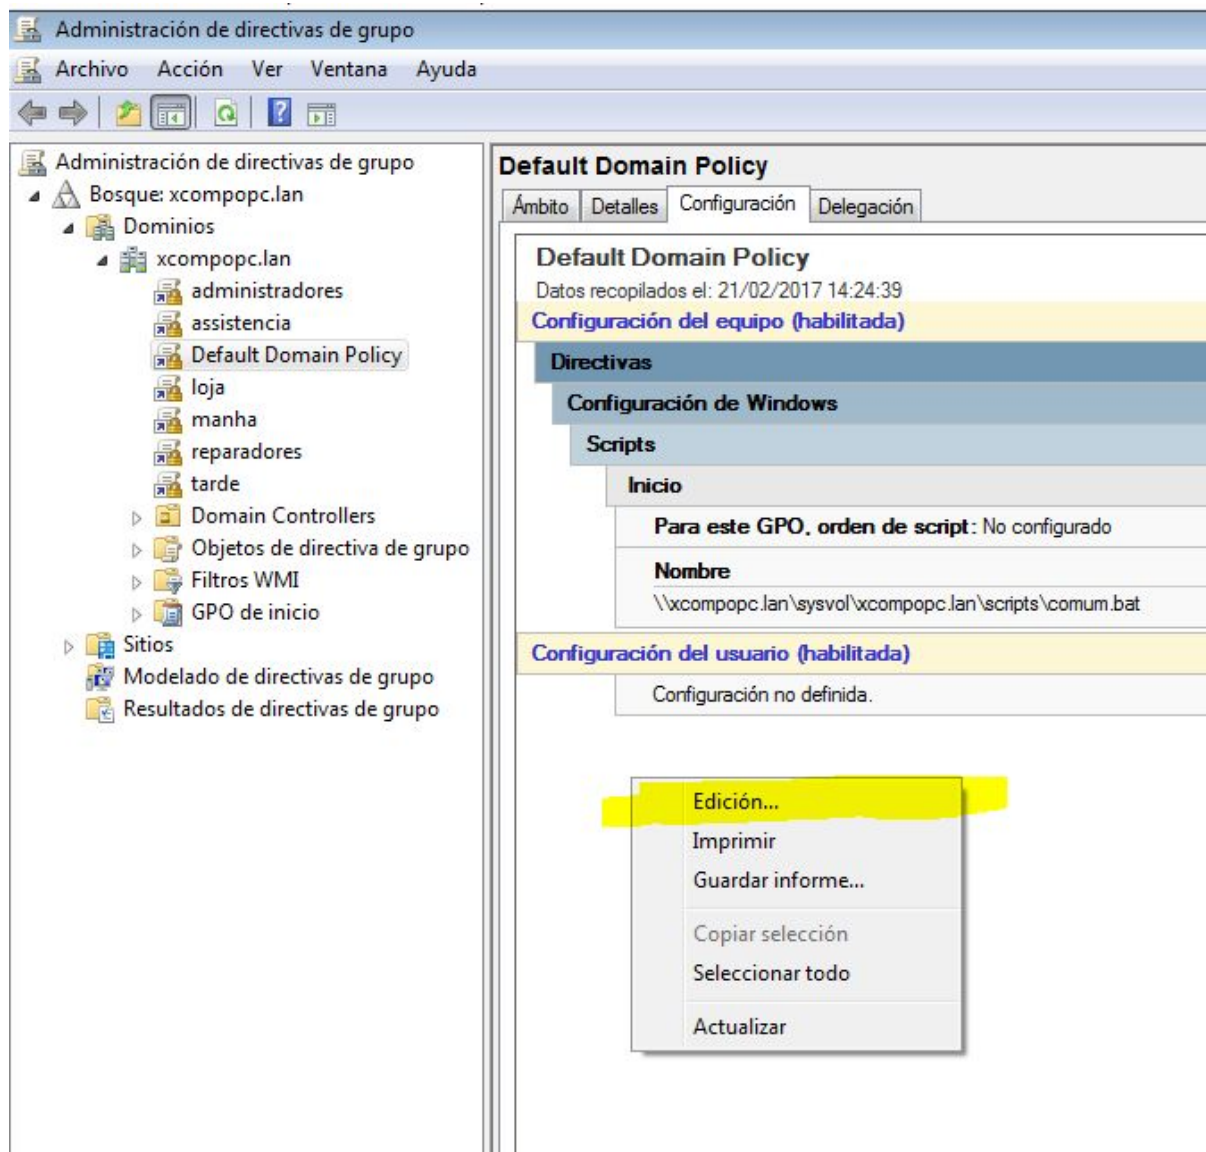 Administración de directivas de grupo
Archivo Acción Ver Ventana Ayuda
Administración de directivas de grupo
Bosque: xcompopc.lan
Dominios
xcompopc.lan
administradores
assistencia
Default Domain Policy
loja
manha
reparadores
tarde
Domain Controllers
Objetos de directiva de grupo
Filtros WMI
GPO de inicio
Sitios
Modelado de directivas de grupo
Resultados de directivas de grupo
Default Domain Policy
Ámbito Detalles Configuración Delegación
Default Domain Policy
Datos recopilados el: 21/02/2017 14:24:39
Configuración del equipo (habilitada)
Directivas
Configuración de Windows
Scripts
Inicio
Para este GPO, orden de script: No configurado
Nombre
\\xcompopc.lan\sysvol\xcompopc.lan\scripts\comum.bat
Configuración del usuario (habilitada)
Configuración no definida.
Edición...
Imprimir
Guardar informe...
Copiar selección
Seleccionar todo
Actualizar